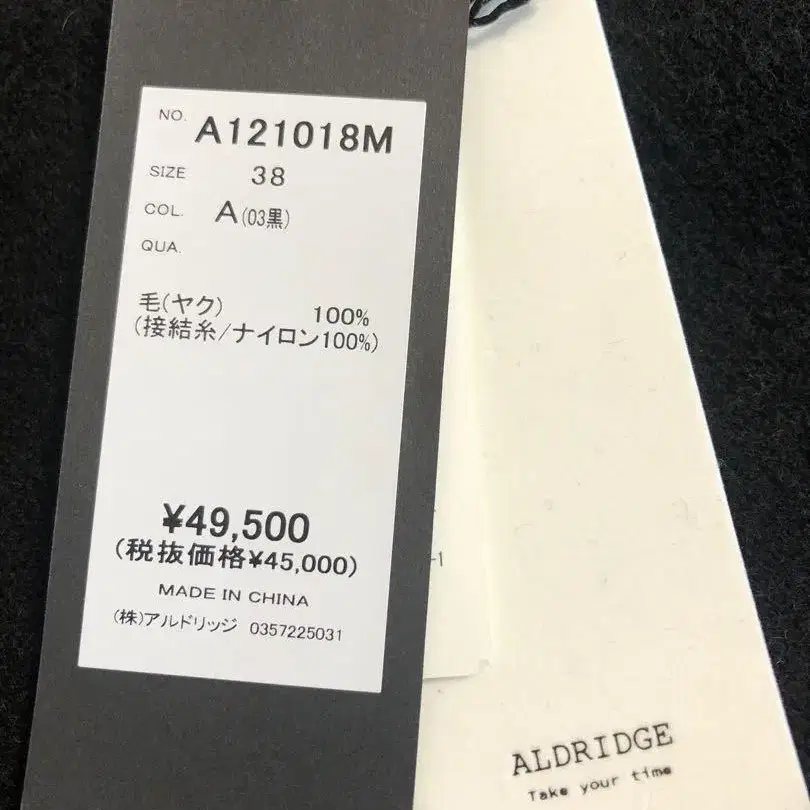 NO. A121018M
SIZE 38
COL. A(03黒)
QUA.
毛(ヤク) 100%
(接結糸/ナイロン100%)
¥49,500
(税抜価格¥45,000)
MADE IN CHINA
(株)アルドリッジ 0357225031
-1
ALDRIDGE
Take your time